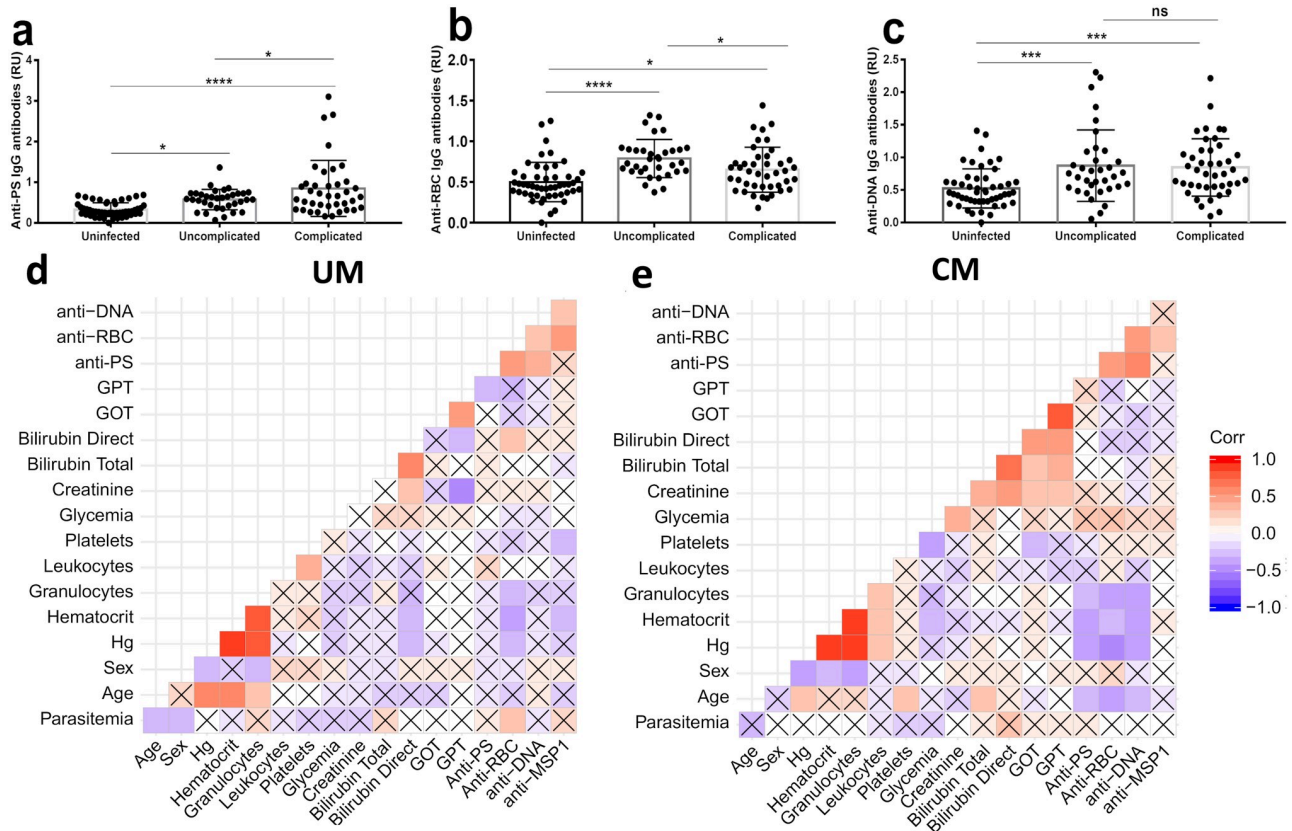 a
b
c
Anti-PS IgG antibodies (RU)
4
3
2
1
0
*
****
*
Uninfected
Uncomplicated
Complicated
Anti-RBC IgG antibodies (RU)
2.0
1.5
1.0
0.5
0.0
*
*
****
Uninfected
Uncomplicated
Complicated
Anti-DNA IgG antibodies (RU)
2.5
2.0
1.5
1.0
0.5
0.0
ns
***
***
Uninfected
Uncomplicated
Complicated
d
UM
anti−DNA
anti−RBC
anti-PS
GPT
GOT
Bilirubin Direct
Bilirubin Total
Creatinine
Glycemia
Platelets
Leukocytes
Granulocytes
Hematocrit
Hg
Sex
Age
Parasitemia
Age
Sex
Hg
Hematocrit
Granulocytes
Leukocytes
Platelets
Glycemia
Creatinine
Bilirubin Total
Bilirubin Direct
GOT
GPT
Anti-PS
Anti-RBC
anti−DNA
anti−MSP1
e
CM
anti−DNA
anti-RBC
anti−PS
GPT
GOT
Bilirubin Direct
Bilirubin Total
Creatinine
Glycemia
Platelets
Leukocytes
Granulocytes
Hematocrit
Hg
Sex
Age
Parasitemia
Age
Sex
Hg
Hematocrit
Granulocytes
Leukocytes
Platelets
Glycemia
Creatinine
Bilirubin Total
Bilirubin Direct
GOT
GPT
Anti-PS
Anti-RBC
anti−DNA
anti−MSP1
Corr
1.0
0.5
0.0
−0.5
−1.0